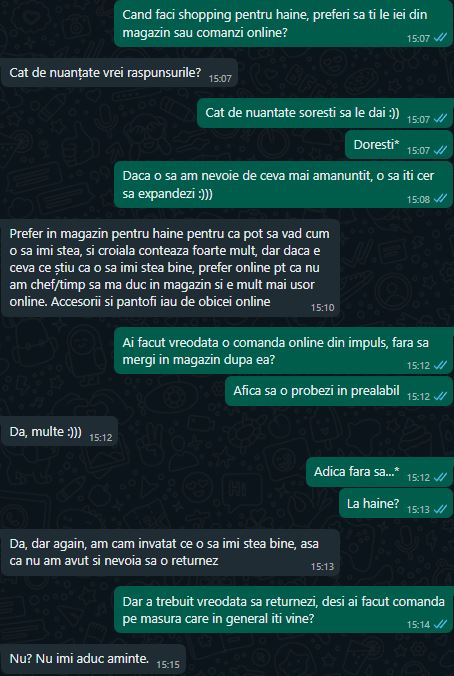 Cand faci shopping pentru haine, preferi sa ti le iei din
magazin sau comanzi online?
15:07
Cat de nuanțate vrei raspunsurile?
15:07
Cat de nuantate soresti sa le dai :))
15:07
Doresti*
15:07
Daca o sa am nevoie de ceva mai amanuntit, o sa iti cer
sa expandezi :)))
15:08
Prefer in magazin pentru haine pentru ca pot sa vad cum
o sa imi stea, si croiala conteaza foarte mult, dar daca e
ceva ce știu ca o sa imi stea bine, prefer online pt ca nu
am chef/timp sa ma duc in magazin si e mult mai usor
online. Accesorii si pantofi iau de obicei online
15:10
Ai facut vreodata o comanda online din impuls, fara sa
mergi in magazin dupa ea?
15:12
Afica sa o probezi in prealabil
15:12
Da, multe :)))
15:12
Adica fara sa...*
15:12
La haine?
15:13
Da, dar again, am cam invatat ce o sa imi stea bine, asa
ca nu am avut si nevoia sa o returnez
15:13
Dar a trebuit vreodata sa returnezi, desi ai facut comanda
pe masura care in general iti vine?
15:14
Nu? Nu imi aduc aminte.
15:15